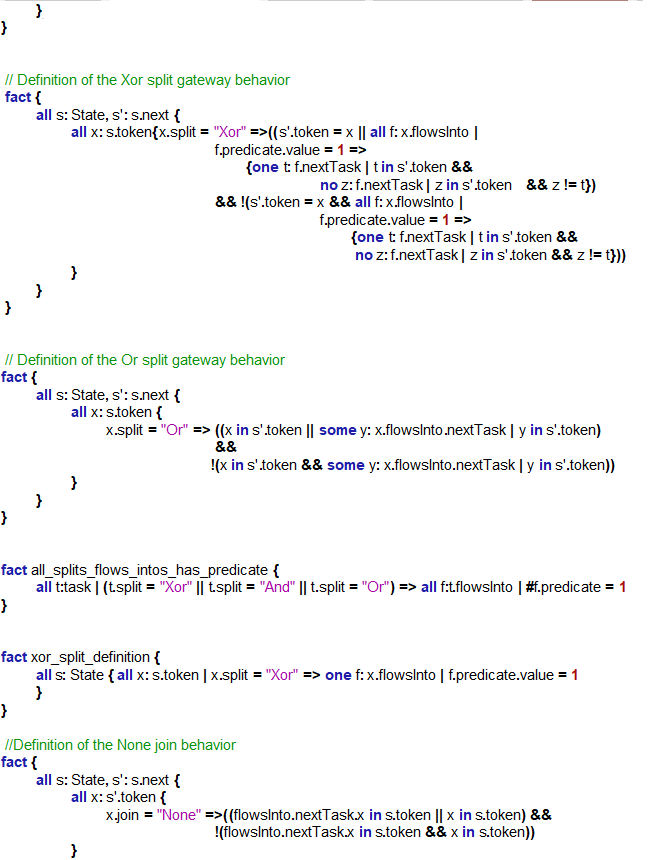 }
}
// Definition of the Xor split gateway behavior
fact {
all s: State, s': s.next {
all x: s.token{x.split = "Xor" =>((s'.token = x || all f: x.flowsInto |
f.predicate.value = 1 =>
{one t: f.nextTask | t in s'.token &&
no z: f.nextTask | z in s'.token && z != t})
&& !(s'.token = x && all f: x.flowsInto |
f.predicate.value = 1 =>
{one t: f.nextTask | t in s'.token &&
no z: f.nextTask | z in s'.token && z != t}))
}
}
}
// Definition of the Or split gateway behavior
fact {
all s: State, s': s.next {
all x: s.token {
x.split = "Or" => ((x in s'.token || some y: x.flowsInto.nextTask | y in s'.token)
&&
!(x in s'.token && some y: x.flowsInto.nextTask | y in s'.token))
}
}
}
fact all_splits_flows_intos_has_predicate {
all t:task | (t.split = "Xor" || t.split = "And" || t.split = "Or") => all f:t.flowsInto | #f.predicate = 1
}
fact xor_split_definition {
all s: State { all x: s.token | x.split = "Xor" => one f: x.flowsInto | f.predicate.value = 1
}
}
//Definition of the None join behavior
fact {
all s: State, s': s.next {
all x: s'.token {
x.join = "None" =>((flowsInto.nextTask.x in s.token || x in s.token) &&
!(flowsInto.nextTask.x in s.token && x in s.token))
}